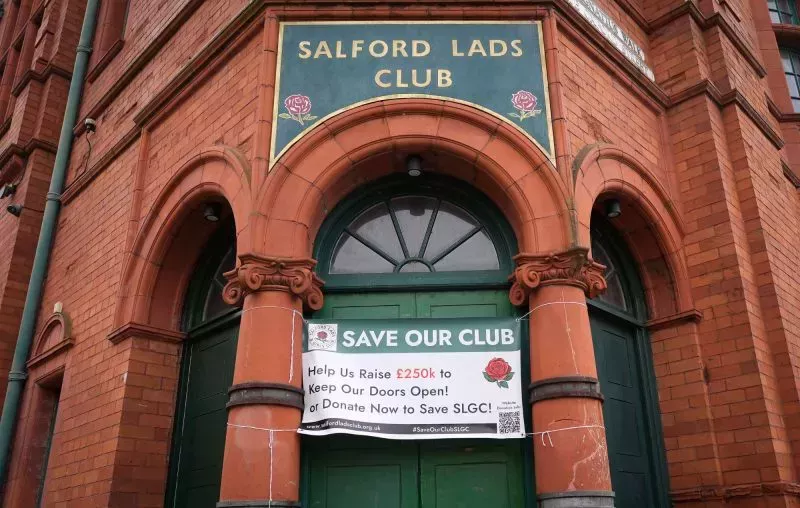 SALFORD LADS
CLUB
SAVE OUR CLUB
Help Us Raise £250k to
Keep Our Doors Open!
or Donate Now to Save SLGC!
www.salfordladsclub.org.uk
#SaveOurClubSLGC